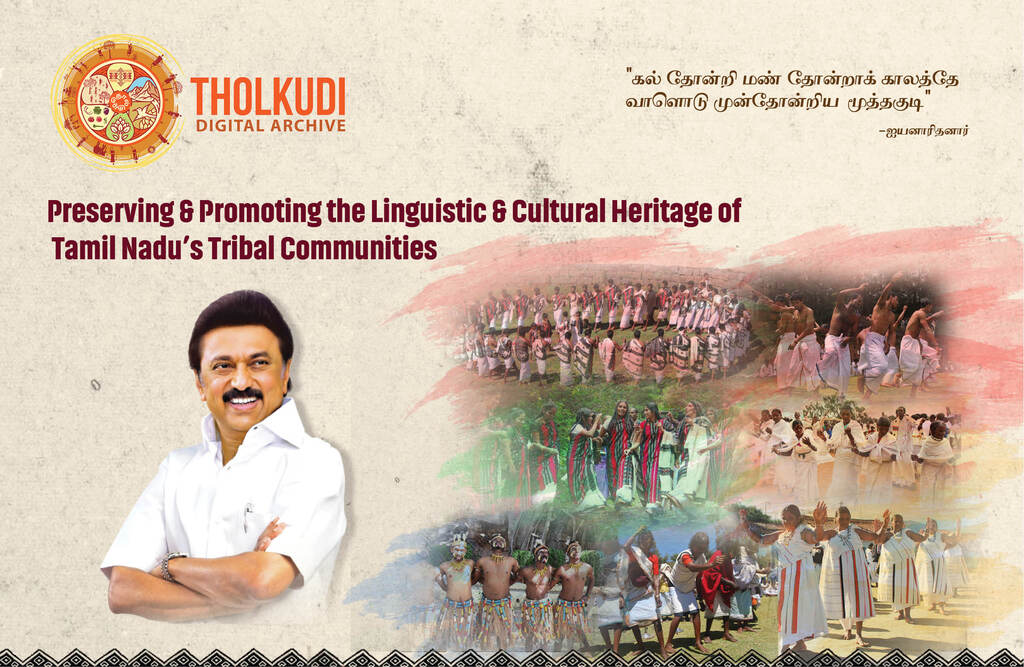 THOLKUDI
DIGITAL ARCHIVE
"கல் தோன்றி மண் தோன்றாக் காலத்தே
வாளொடு முன்தோன்றிய மூத்தகுடி"
-ஐயனாரிதனார்
Preserving & Promoting the Linguistic & Cultural Heritage of
Tamil Nadu's Tribal Communities